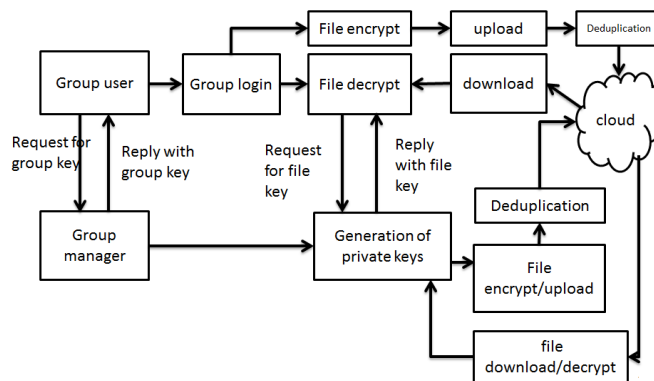 File encrypt
upload
Deduplication
Group user
Group login
File decrypt
download
cloud
Request for
group key
Reply with
group key
Request
for file
key
Reply
with file
key
Deduplication
Group
manager
Generation of
private keys
File
encrypt/upload
file
download/decrypt